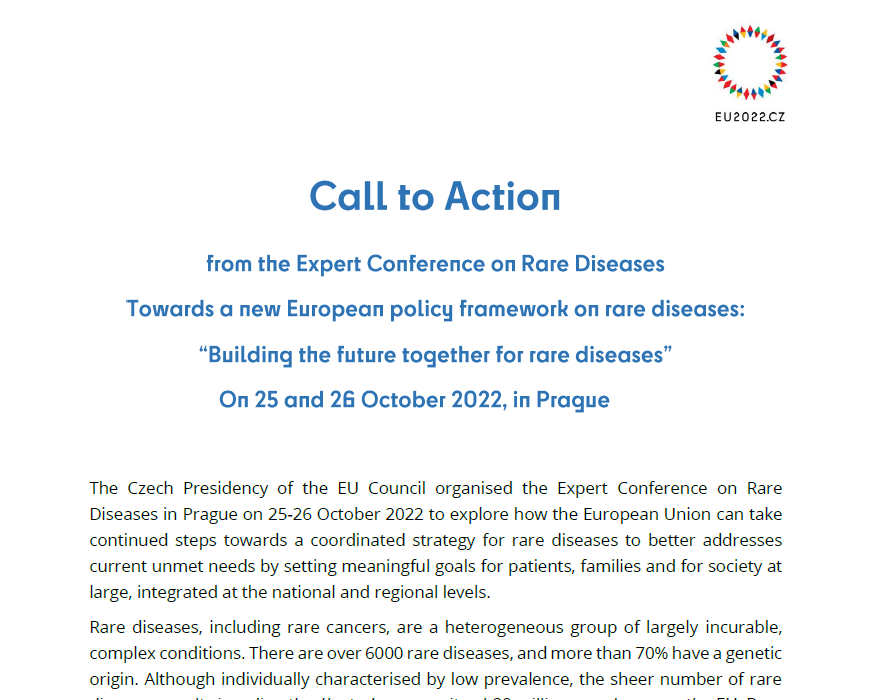 EU2022.CZ
Call to Action
from the Expert Conference on Rare Diseases
Towards a new European policy framework on rare diseases:
“Building the future together for rare diseases”
On 25 and 26 October 2022, in Prague
The Czech Presidency of the EU Council organised the Expert Conference on Rare
Diseases in Prague on 25-26 October 2022 to explore how the European Union can take
continued steps towards a coordinated strategy for rare diseases to better addresses
current unmet needs by setting meaningful goals for patients, families and for society at
large, integrated at the national and regional levels.
Rare diseases, including rare cancers, are a heterogeneous group of largely incurable,
complex conditions. There are over 6000 rare diseases, and more than 70% have a genetic
origin. Although individually characterised by low prevalence, the sheer number of rare